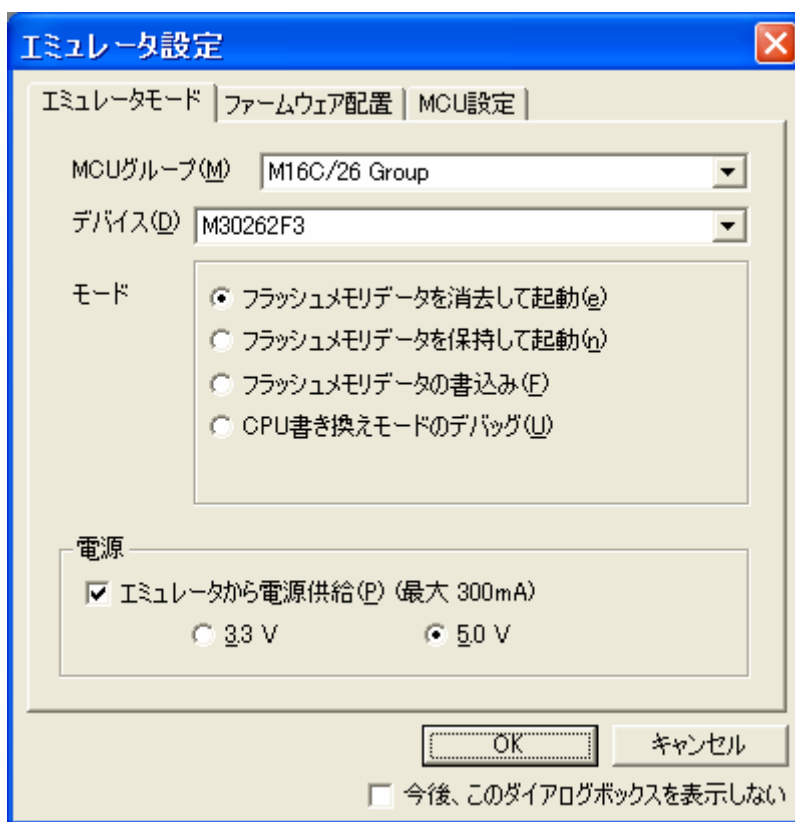 エミュレータ設定
エミュレータモード ファームウェア配置 MCU設定
MCUグループ(M) M16C/26 Group
デバイス(D) M30262F3
モード
フラッシュメモリデータを消去して起動(e)
フラッシュメモリデータを保持して起動(n)
フラッシュメモリデータの書込み(F)
CPU書き換えモードのデバッグ(U)
電源
エミュレータから電源供給(P) (最大 300mA)
3.3 V 5.0 V
OK キャンセル
今後、このダイアログボックスを表示しない